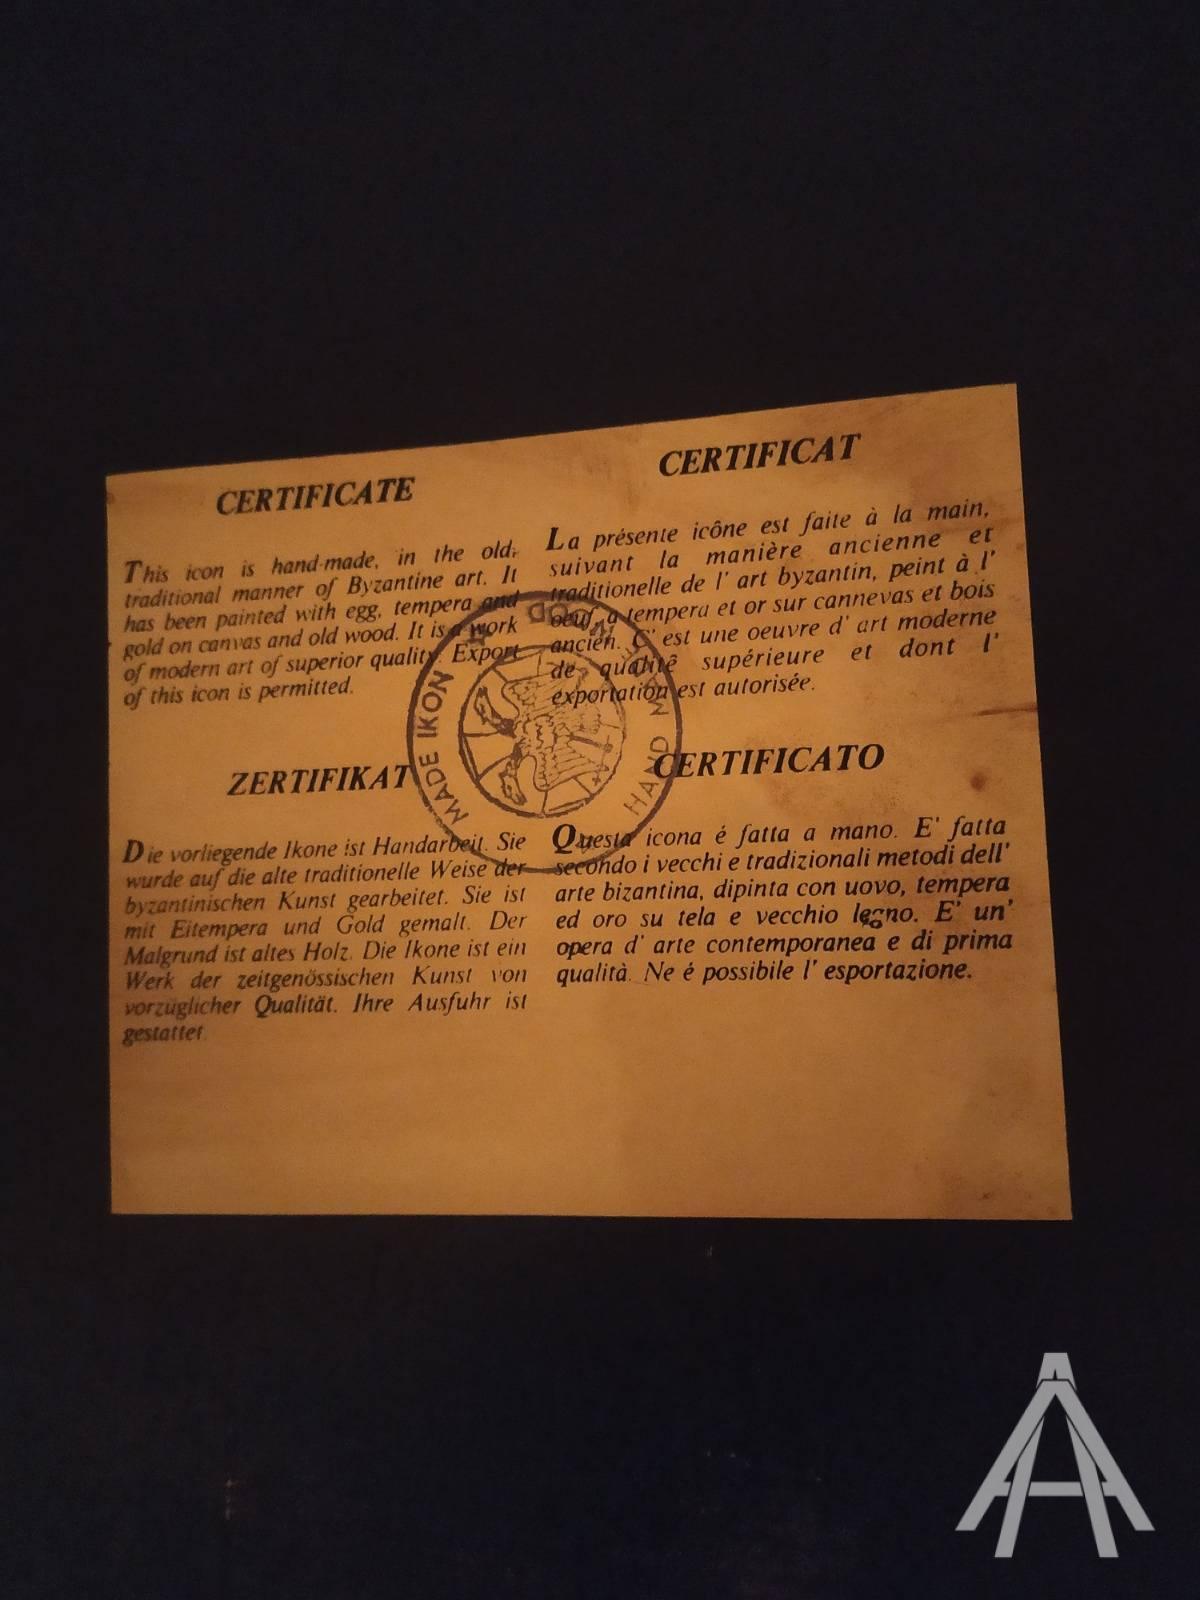 CERTIFICATE
This icon is hand-made, in the old,
traditional manner of Byzantine art. It
has been painted with egg, tempera and
gold on canvas and old wood. It is a work
of modern art of superior quality. Export
of this icon is permitted.
CERTIFICAT
La présente icône est faite à la main,
suivant la manière ancienne et
traditionelle de l' art byzantin, peint à l'
oeuf, a tempera et or sur cannevas et bois
ancien. C' est une oeuvre d' art moderne
de qualitê supérieure et dont l'
exportation est autorisée.
ZERTIFIKAT
Die vorliegende Ikone ist Handarbeit. Sie
wurde auf die alte traditionelle Weise der
byzantinischen Kunst gearbeitet. Sie ist
mit Eitempera und Gold gemalt. Der
Malgrund ist altes Holz. Die Ikone ist ein
Werk der zeitgenössischen Kunst von
vorzüglicher Qualität. Ihre Ausfuhr ist
gestattet.
CERTIFICATO
Questa icona é fatta a mano. E' fatta
secondo i vecchi e tradizionali metodi dell'
arte bizantina, dipinta con uovo, tempera
ed oro su tela e vecchio legno. E' un'
opera d' arte contemporanea e di prima
qualità. Ne é possibile l' esportazione.
MADE IKON
HAND MADE